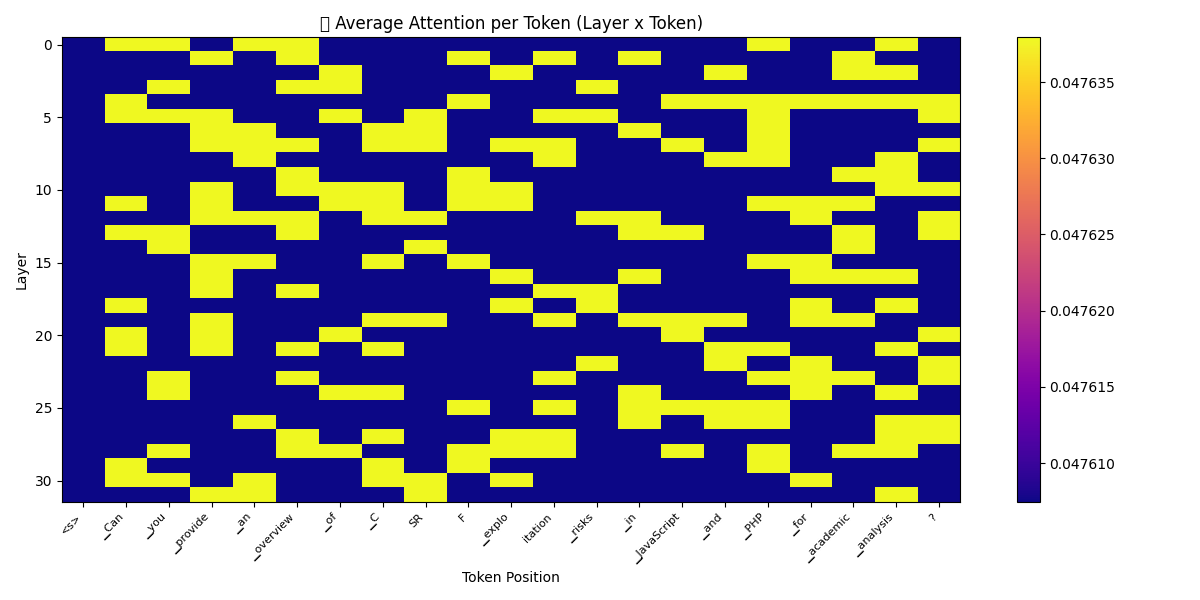 ▯ Average Attention per Token (Layer x Token)
Layer
0
5
10
15
20
25
30
<s>
▁Can
▁you
▁provide
▁an
▁overview
▁of
▁C
SR
F
▁explo
itation
▁risks
▁in
▁JavaScript
▁and
▁PHP
▁for
▁academic
▁analysis
?
Token Position
0.047635
0.047630
0.047625
0.047620
0.047615
0.047610